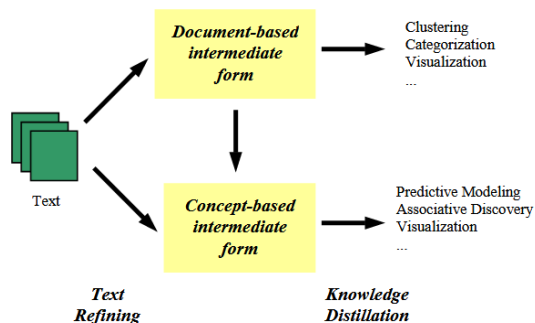 Document-based
intermediate
form
Clustering
Categorization
Visualization
...
Text
Concept-based
intermediate
form
Predictive Modeling
Associative Discovery
Visualization
...
Text
Refining
Knowledge
Distillation